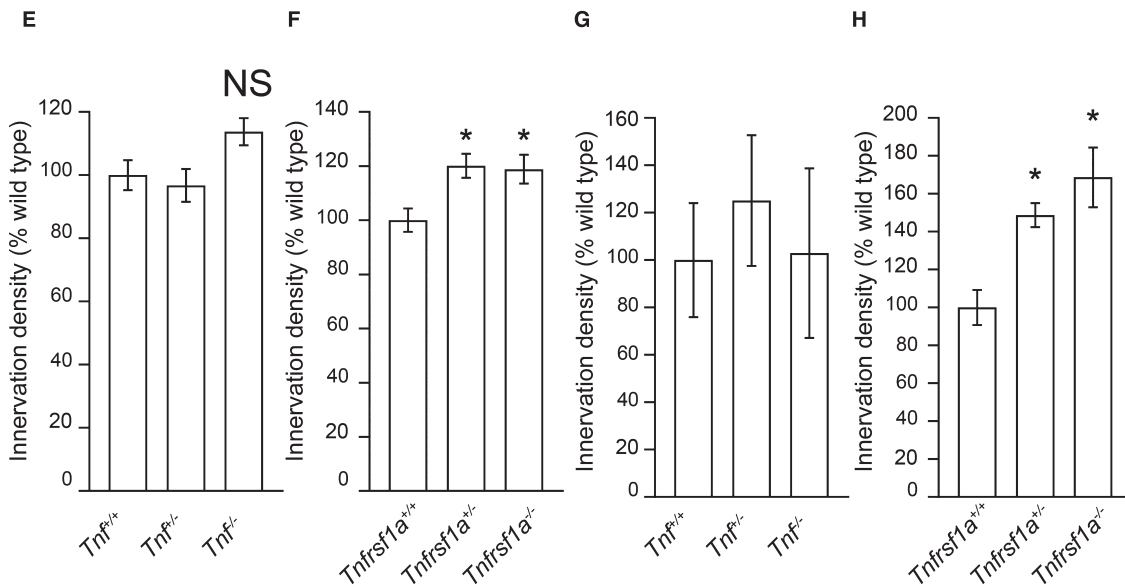 E
F
G
H
NS
Innervation density (% wild type)
120
100
80
60
40
20
0
Tnf+/+
Tnf+/-
Tnf-/-
Innervation density (% wild type)
140
120
100
80
60
40
20
0
*
*
Tnfrsf1a+/+
Tnfrsf1a+/-
Tnfrsf1a-/-
Innervation density (% wild type)
160
140
120
100
80
60
40
20
0
Tnf+/+
Tnf+/-
Tnf-/-
Innervation density (% wild type)
200
180
160
140
120
100
80
60
40
20
0
*
*
Tnfrsf1a+/+
Tnfrsf1a+/-
Tnfrsf1a-/-